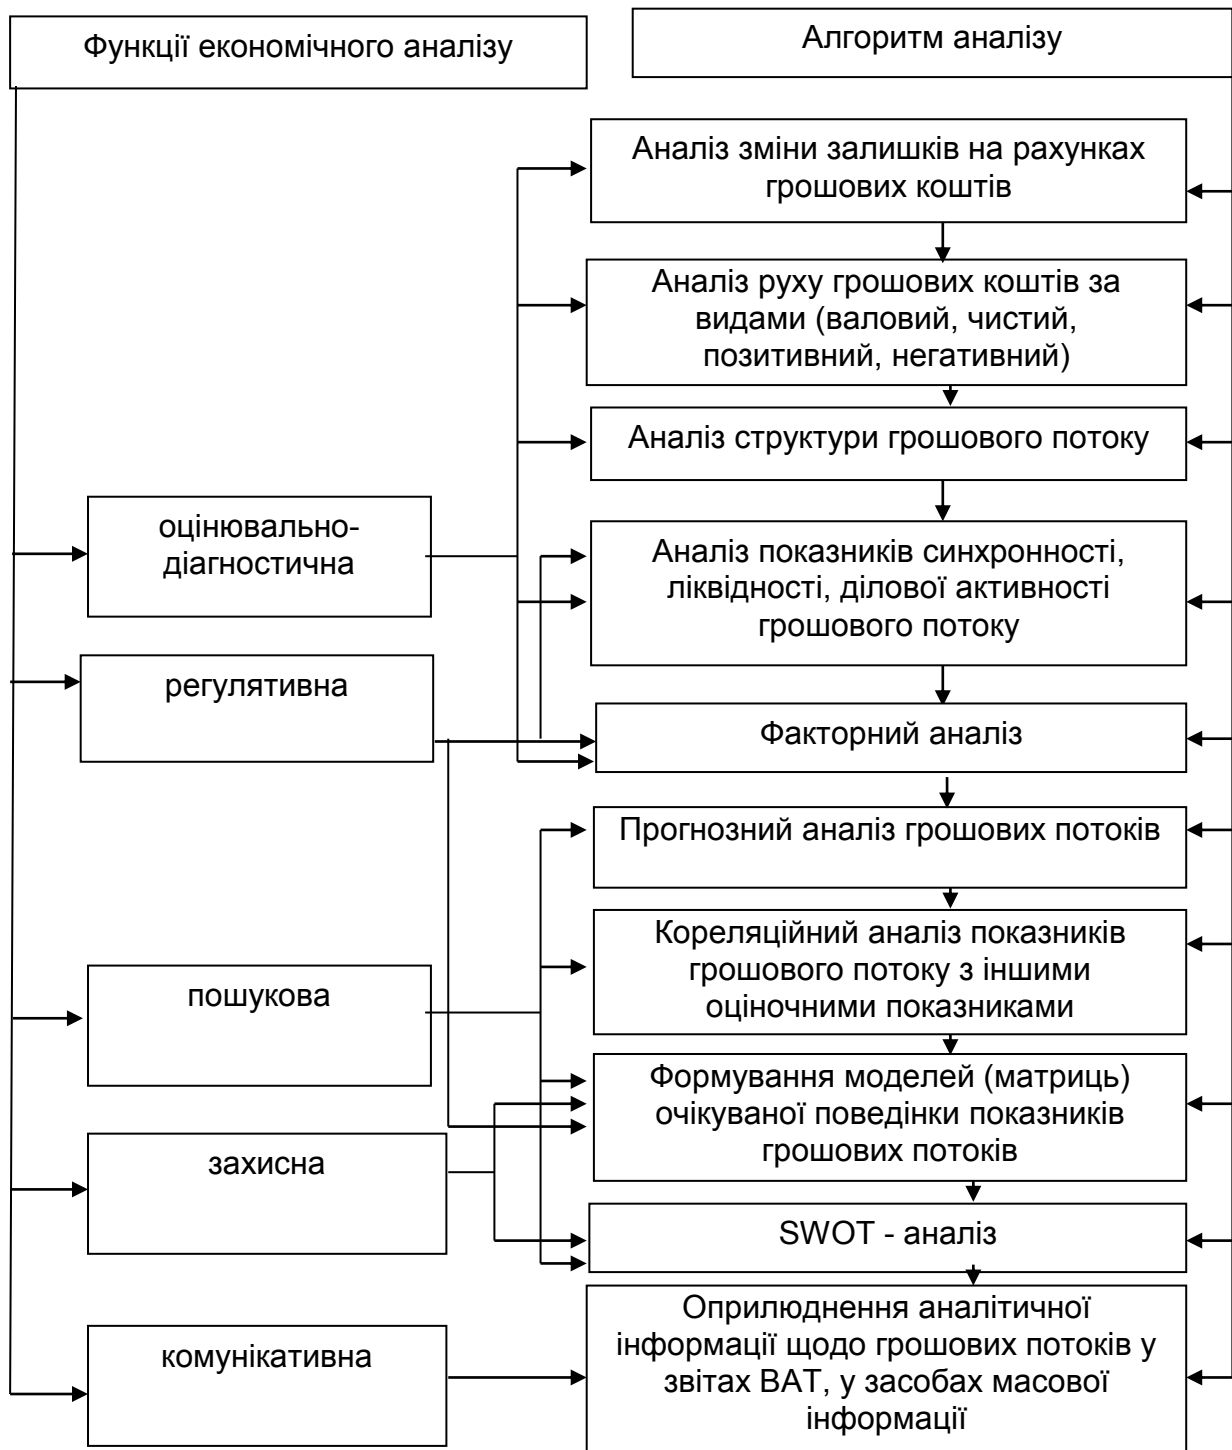 Функції економічного аналізу
Алгоритм аналізу
Аналіз зміни залишків на рахунках
грошових коштів
Аналіз руху грошових коштів за
видами (валовий, чистий,
позитивний, негативний)
Аналіз структури грошового потоку
оцінювально-
діагностична
Аналіз показників синхронності,
ліквідності, ділової активності
грошового потоку
регулятивна
Факторний аналіз
Прогнозний аналіз грошових потоків
Кореляційний аналіз показників
грошового потоку з іншими
оціночними показниками
пошукова
Формування моделей (матриць)
очікуваної поведінки показників
грошових потоків
захисна
SWOT - аналіз
Оприлюднення аналітичної
інформації щодо грошових потоків у
звітах ВАТ, у засобах масової
інформації
комунікативна